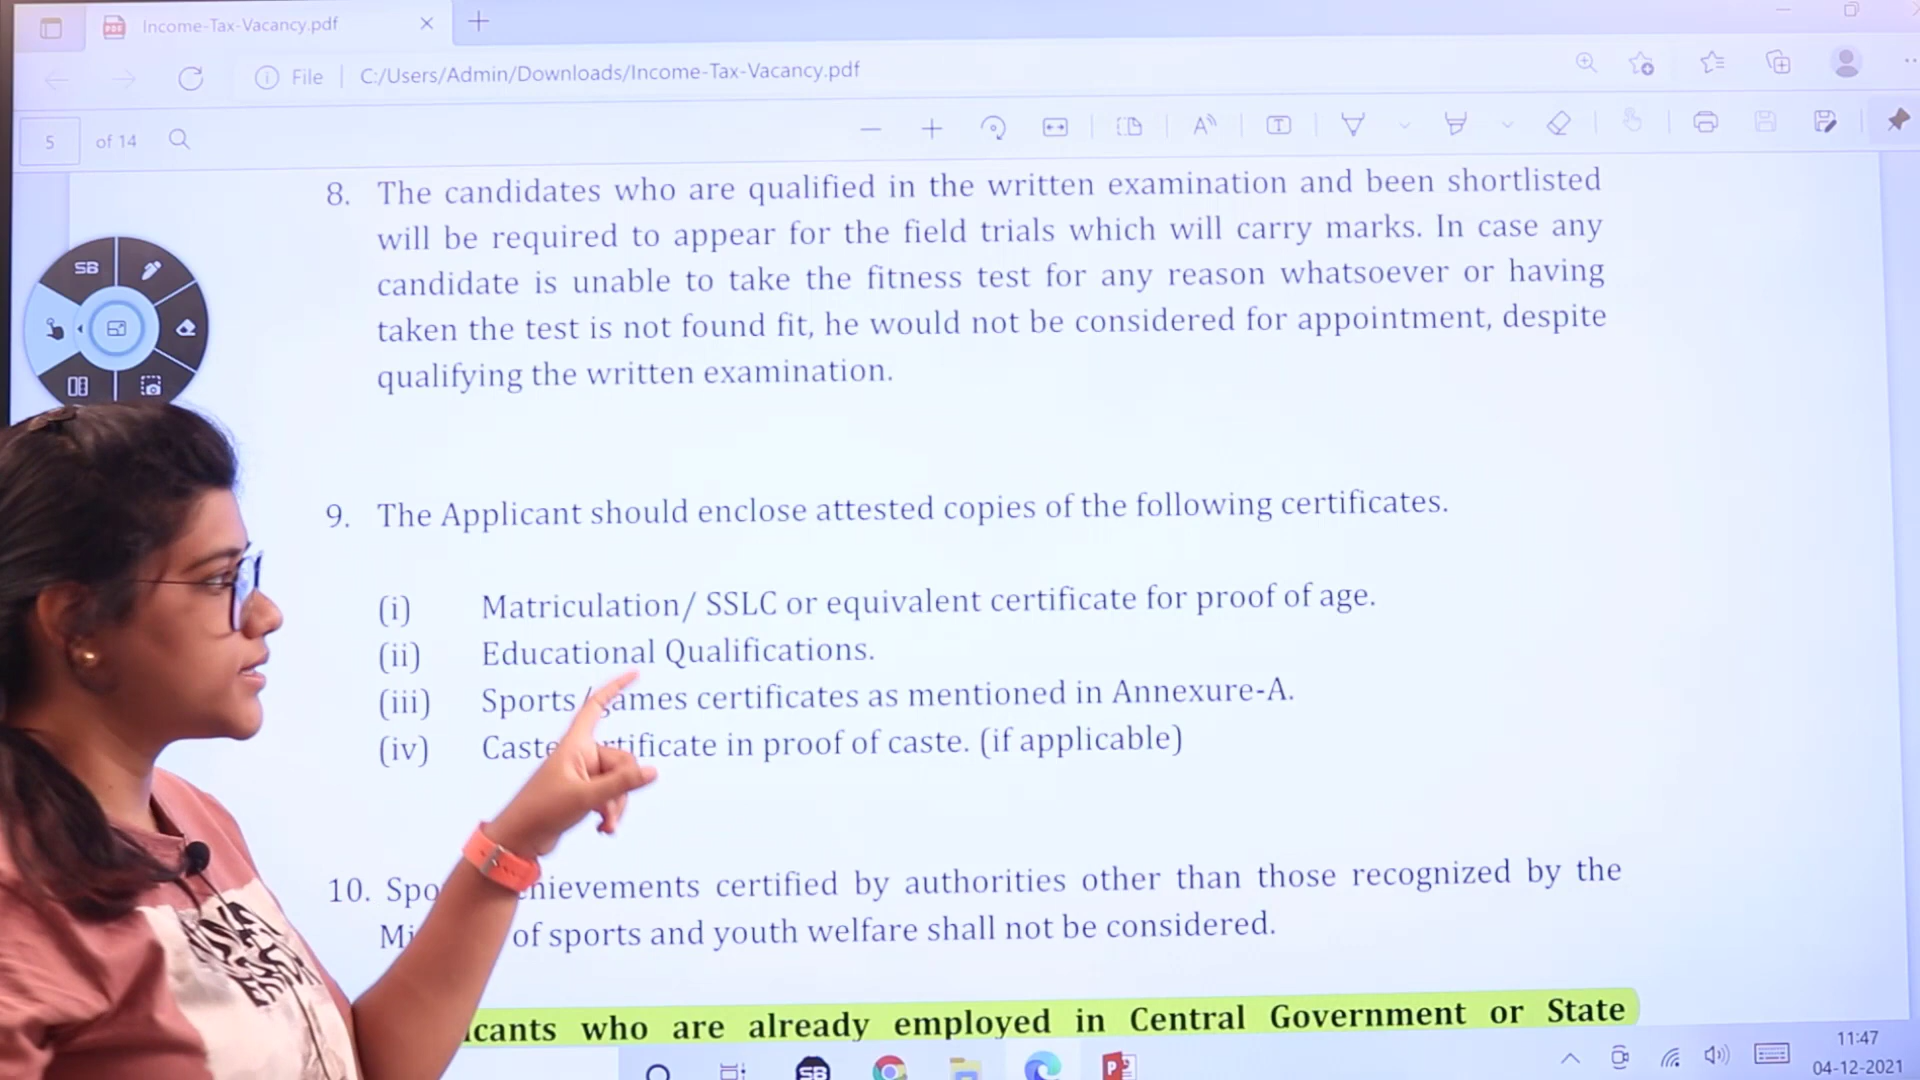 Income-Tax-Vacancy.pdf
File C:/Users/Admin/Downloads/Income-Tax-Vacancy.pdf
5 of 14
8. The candidates who are qualified in the written examination and been shortlisted
will be required to appear for the field trials which will carry marks. In case any
candidate is unable to take the fitness test for any reason whatsoever or having
taken the test is not found fit, he would not be considered for appointment, despite
qualifying the written examination.
SB
9. The Applicant should enclose attested copies of the following certificates.
(i) Matriculation/ SSLC or equivalent certificate for proof of age.
(ii) Educational Qualifications.
(iii) Sports/games certificates as mentioned in Annexure-A.
(iv) Caste certificate in proof of caste. (if applicable)
10. achievements certified by authorities other than those recognized by the
of sports and youth welfare shall not be considered.
who are already employed in Central Government or State
SB
11:47
04-12-2021